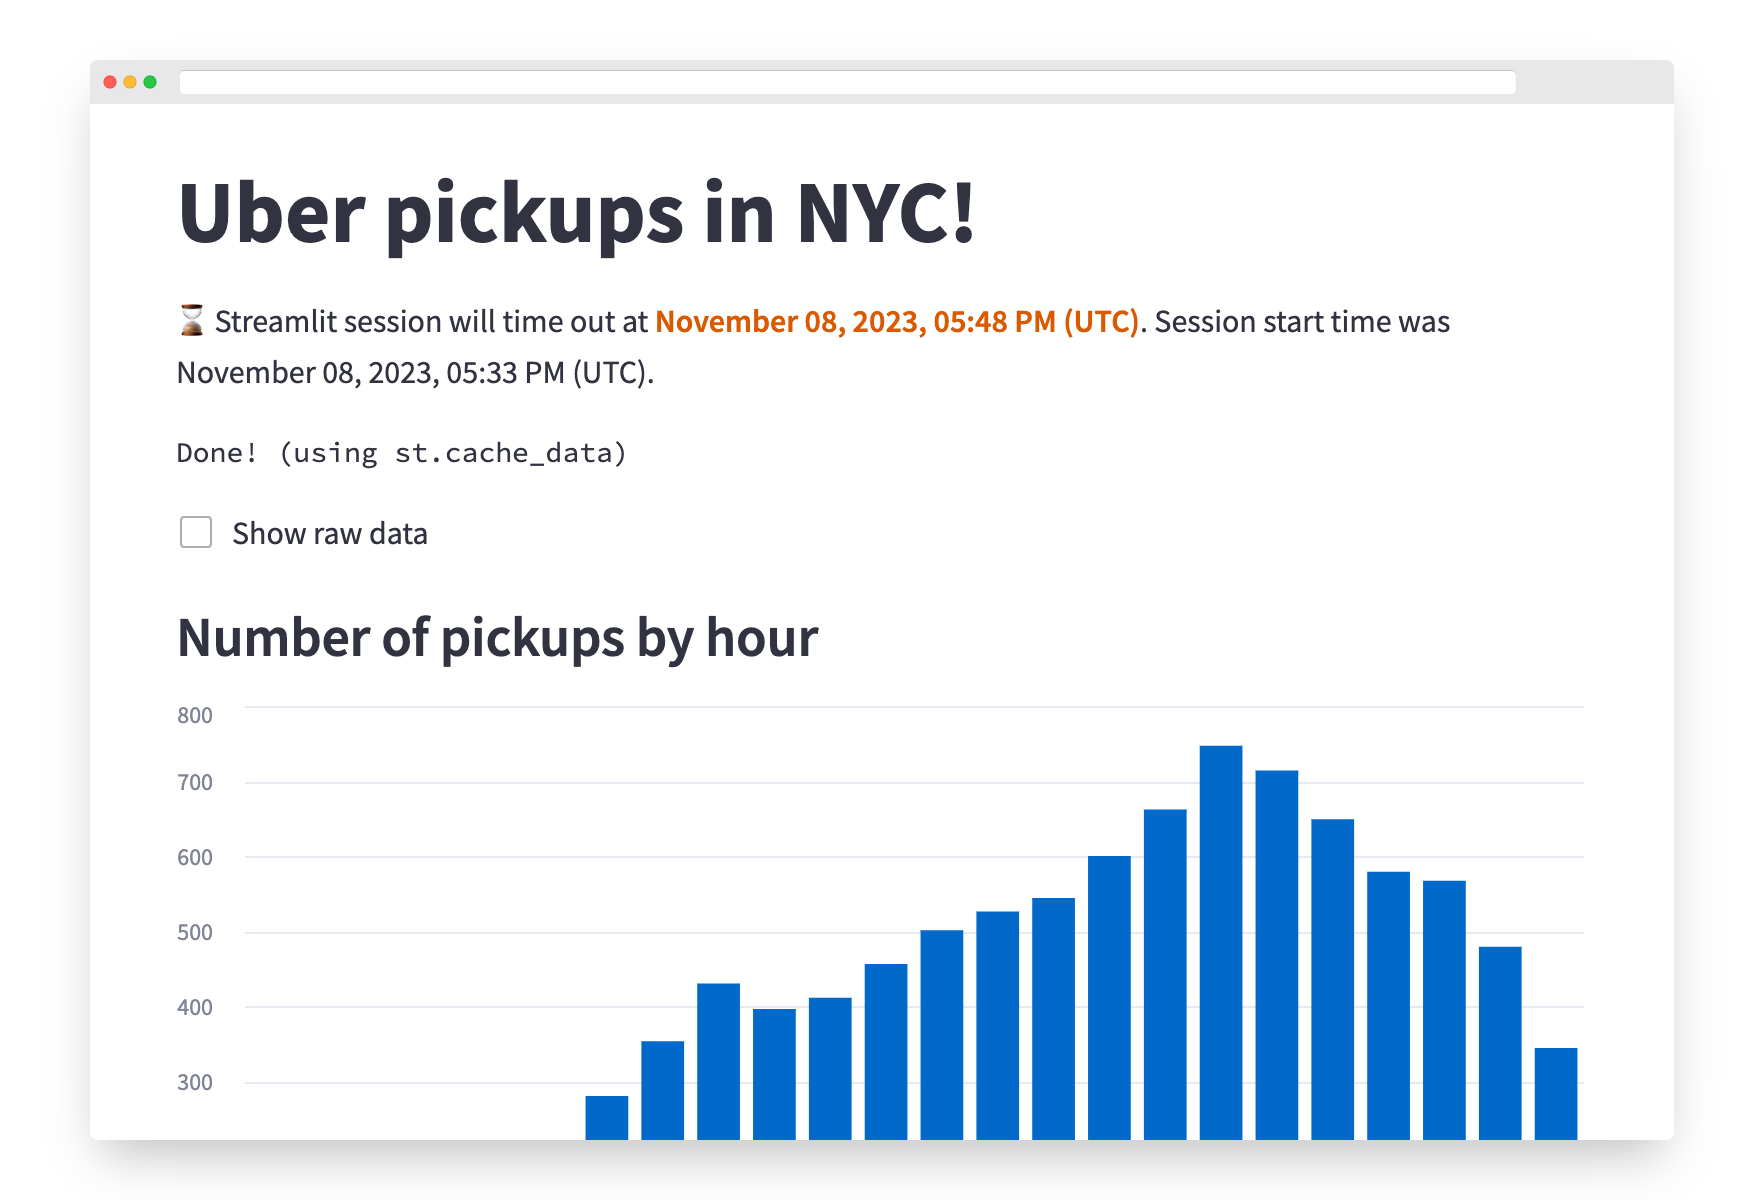 Uber pickups in NYC!
⏳ Streamlit session will time out at November 08, 2023, 05:48 PM (UTC). Session start time was
November 08, 2023, 05:33 PM (UTC).
Done! (using st.cache_data)
Show raw data
Number of pickups by hour
800
700
600
500
400
300